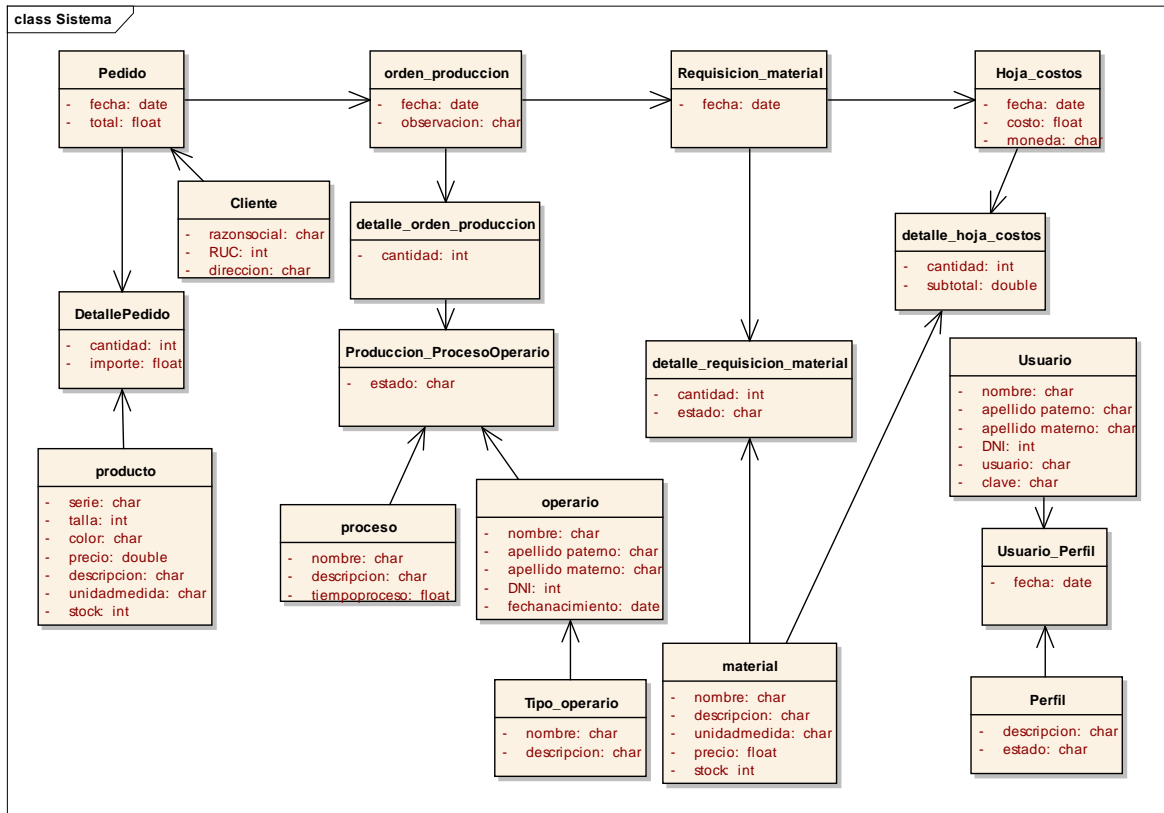 class Sistema
Pedido
- fecha: date
- total: float
orden_produccion
- fecha: date
- observacion: char
Requisicion_material
- fecha: date
Hoja_costos
- fecha: date
- costo: float
- moneda: char
Cliente
- razonsocial: char
- RUC: int
- direccion: char
detalle_orden_produccion
- cantidad: int
detalle_hoja_costos
- cantidad: int
- subtotal: double
DetallePedido
- cantidad: int
- importe: float
Produccion_ProcesoOperario
- estado: char
detalle_requisicion_material
- cantidad: int
- estado: char
Usuario
- nombre: char
- apellido paterno: char
- apellido materno: char
- DNI: int
- usuario: char
- clave: char
producto
- serie: char
- talla: int
- color: char
- precio: double
- descripcion: char
- unidadmedida: char
- stock: int
proceso
- nombre: char
- descripcion: char
- tiempoproceso: float
operario
- nombre: char
- apellido paterno: char
- apellido materno: char
- DNI: int
- fechanacimiento: date
Usuario_Perfil
- fecha: date
Tipo_operario
- nombre: char
- descripcion: char
material
- nombre: char
- descripcion: char
- unidadmedida: char
- precio: float
- stock: int
Perfil
- descripcion: char
- estado: char